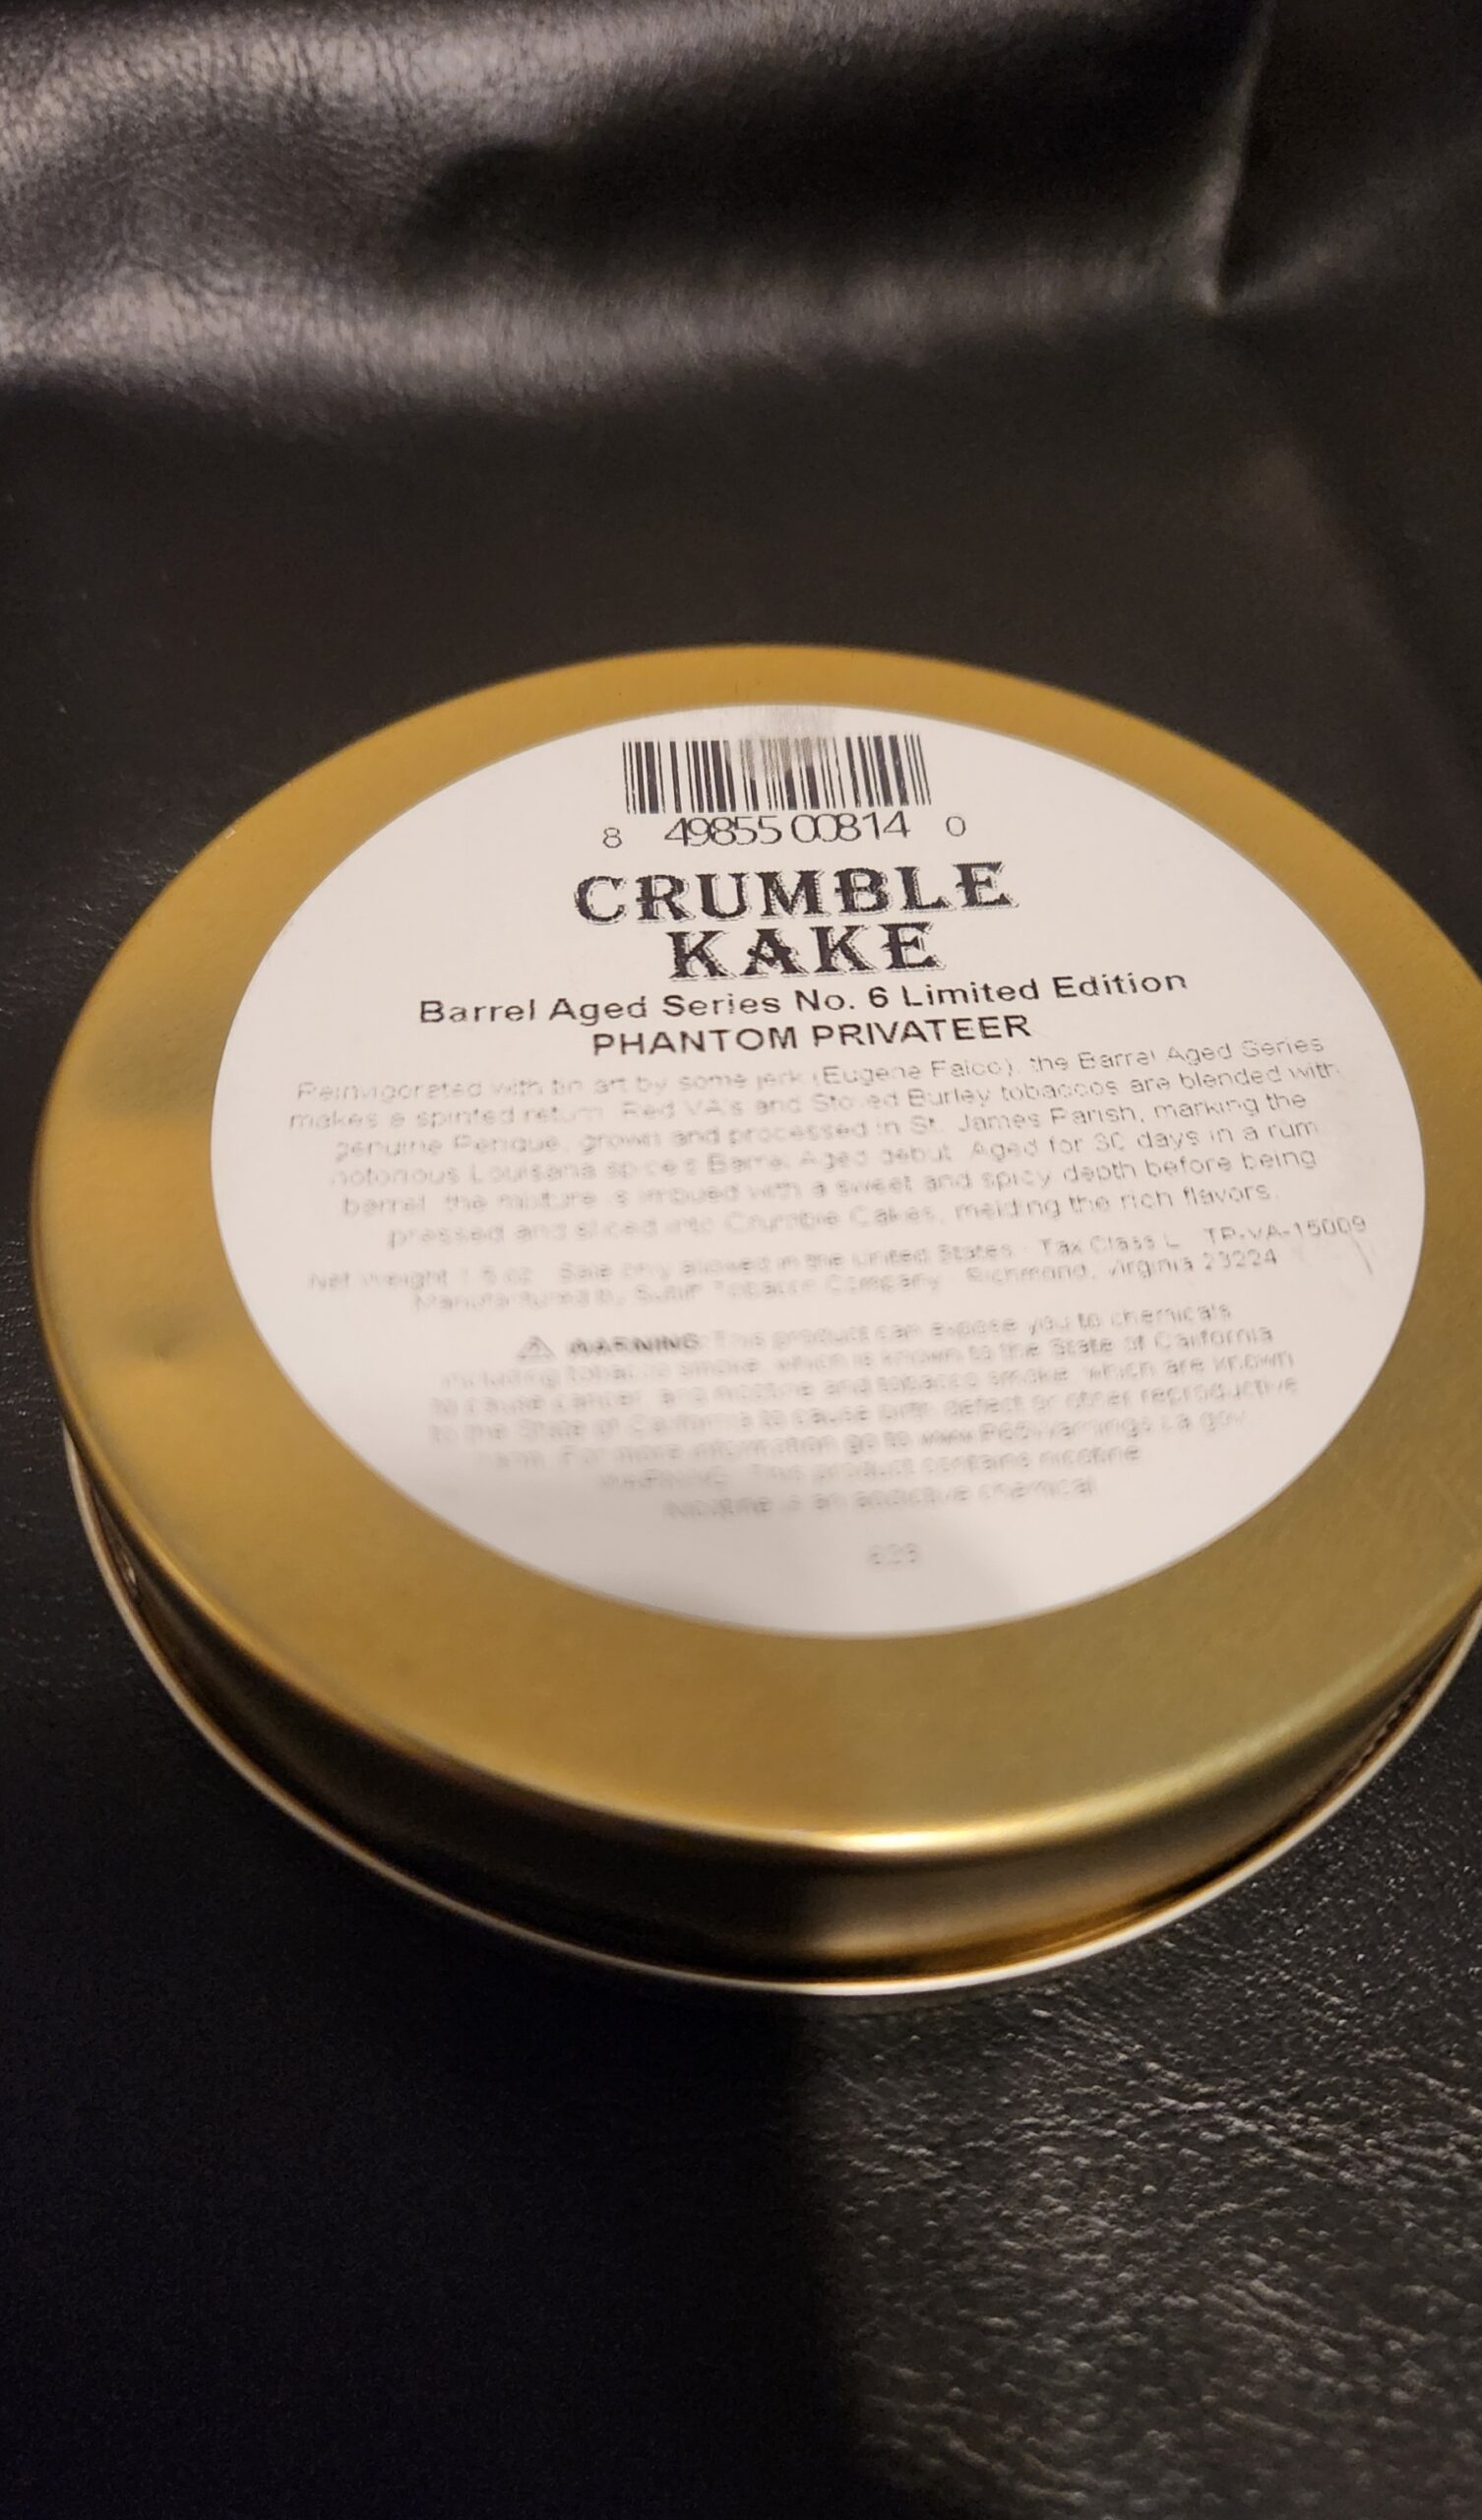 8 49855 00814 0
CRUMBLE
KAKE
Barrel Aged Series No. 6 Limited Edition
PHANTOM PRIVATEER
Reinvigorated with tin art by some jerk (Eugene Falco), the Barrel Aged Series
makes a spirited return. Red VA's and Stoved Burley tobaccos are blended with
genuine Perique, grown and processed in St. James Parish, marking the
notorious Louisiana spice's Barrel Aged debut. Aged for 30 days in a rum
barrel, the mixture is imbued with a sweet and spicy depth before being
pressed and sliced into Crumble Cakes, melding the rich flavors.
Net Weight 1.5 oz Sale only allowed in the United States Tax Class L TP-VA-15009
Manufactured by Sutliff Tobacco Company Richmond, Virginia 23224
WARNING: This product can expose you to chemicals
including tobacco smoke, which is known to the State of California
to cause cancer, and nicotine and tobacco smoke, which are known
to the State of California to cause birth defect or other reproductive
harm. For more information go to www.P65Warnings.ca.gov
WARNING: This product contains nicotine.
Nicotine is an addictive chemical